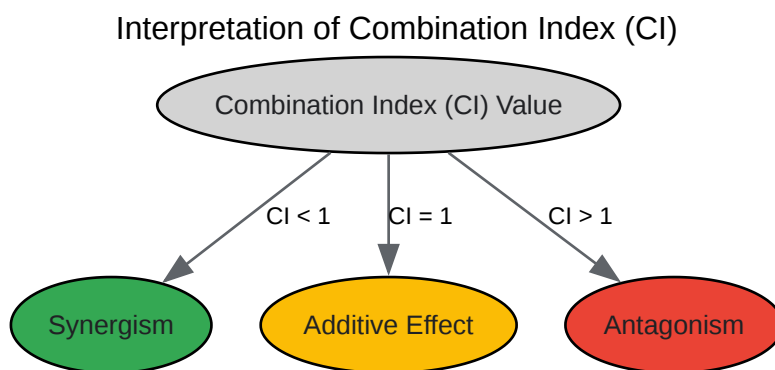 Interpretation of Combination Index (CI)
Combination Index (CI) Value
CI < 1
CI = 1
CI > 1
Synergism
Additive Effect
Antagonism